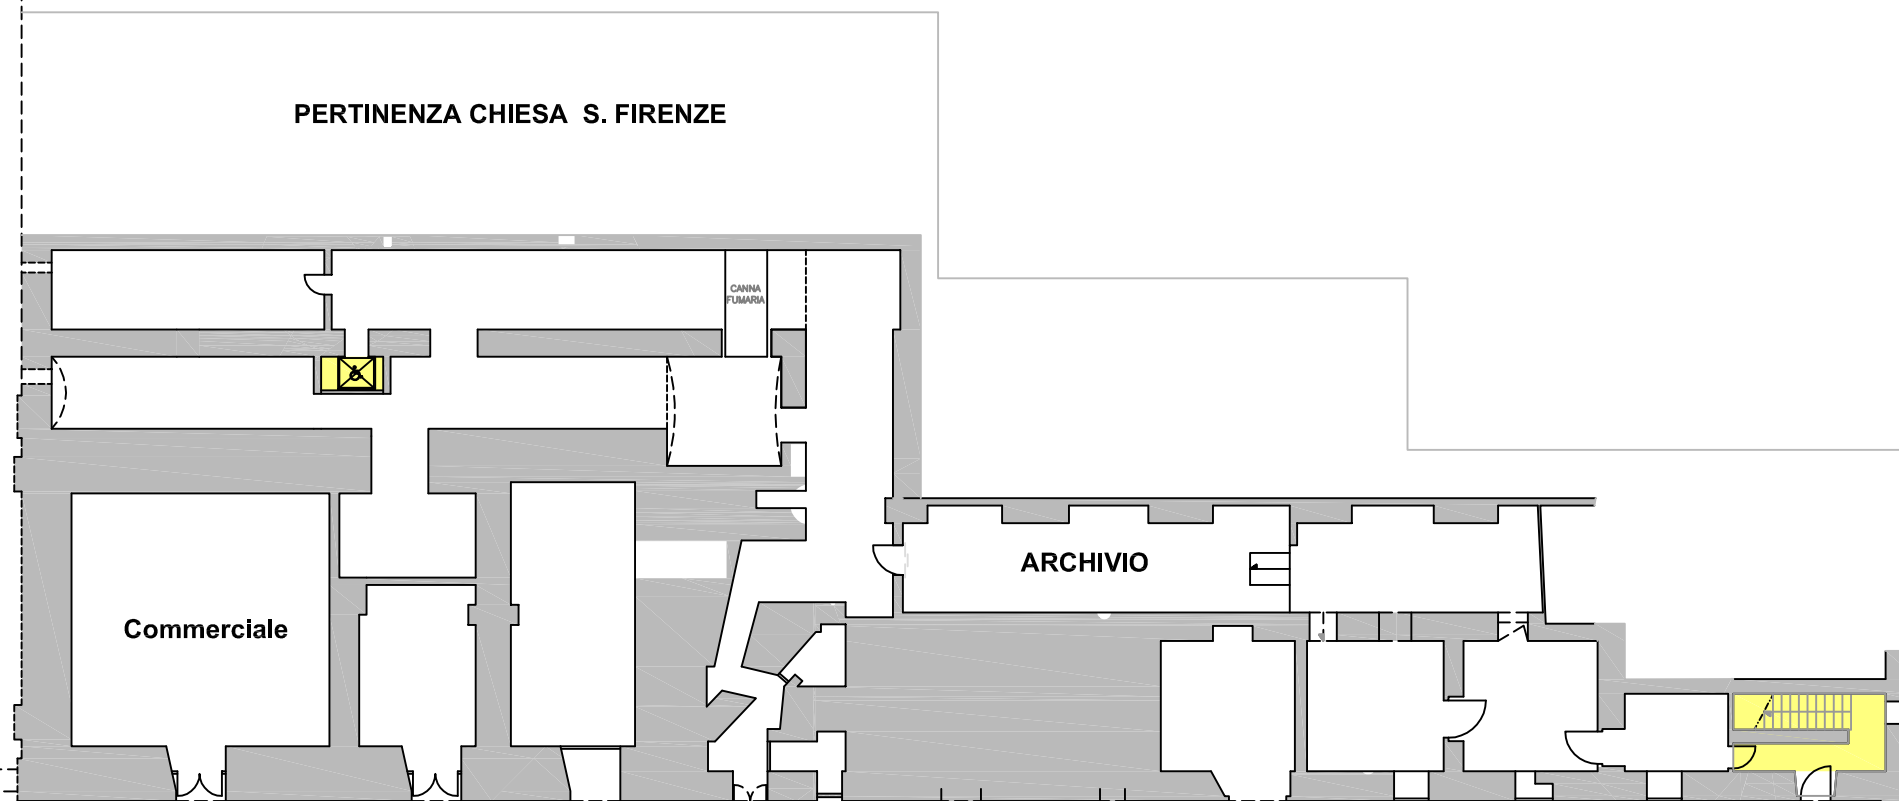 PERTINENZA CHIESA S. FIRENZE
CANNA
FUMARIA
ARCHIVIO
Commerciale